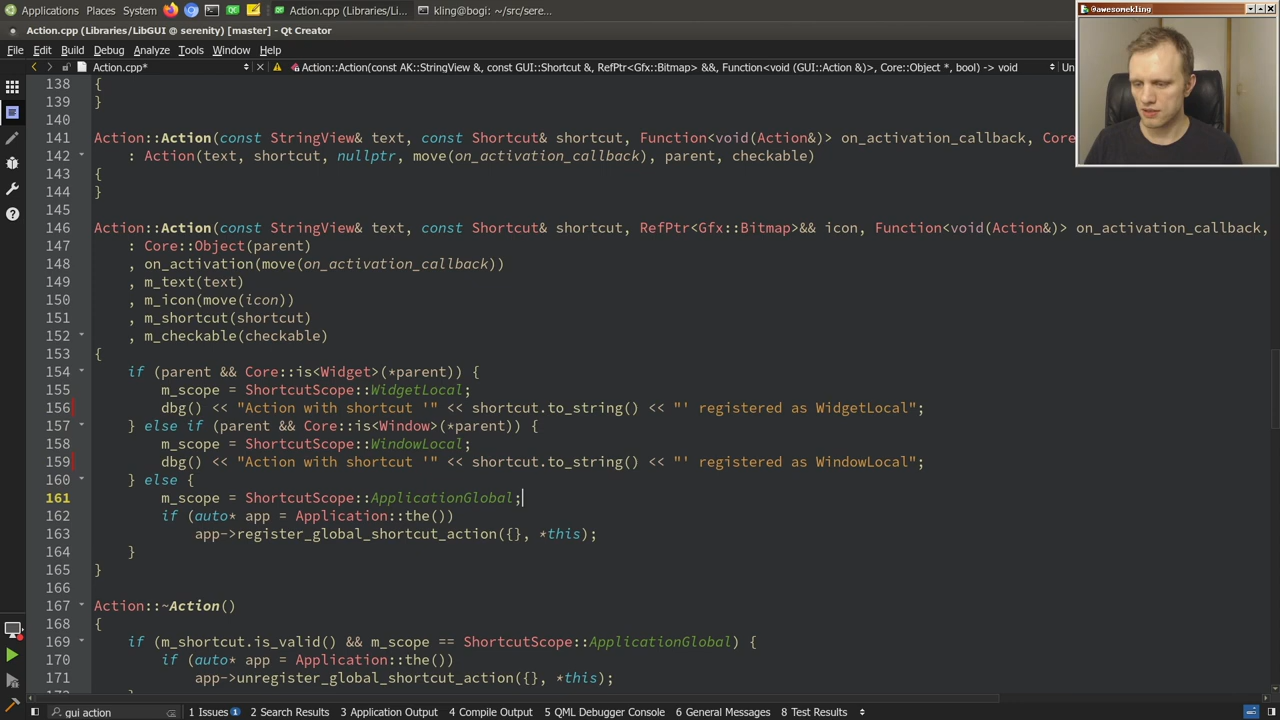 Applications Places System Action.cpp (Libraries/Li... kling@bogi: ~/src/sere...
@awesomekling
Action.cpp (Libraries/LibGUI @ serenity) [master] - Qt Creator
File Edit Build Debug Analyze Tools Window Help
Action.cpp* Action::Action(const AK::StringView &, const GUI::Shortcut &, RefPtr<Gfx::Bitmap> &&, Function<void (GUI::Action &)>, Core::Object *, bool) -> void Un
138 {
139 }
140
141 Action::Action(const StringView& text, const Shortcut& shortcut, Function<void(Action&)> on_activation_callback, Core
142 : Action(text, shortcut, nullptr, move(on_activation_callback), parent, checkable)
143 {
144 }
145
146 Action::Action(const StringView& text, const Shortcut& shortcut, RefPtr<Gfx::Bitmap>&& icon, Function<void(Action&)> on_activation_callback,
147 : Core::Object(parent)
148 , on_activation(move(on_activation_callback))
149 , m_text(text)
150 , m_icon(move(icon))
151 , m_shortcut(shortcut)
152 , m_checkable(checkable)
153 {
154 if (parent && Core::is<Widget>(*parent)) {
155 m_scope = ShortcutScope::WidgetLocal;
156 dbg() << "Action with shortcut '" << shortcut.to_string() << "' registered as WidgetLocal";
157 } else if (parent && Core::is<Window>(*parent)) {
158 m_scope = ShortcutScope::WindowLocal;
159 dbg() << "Action with shortcut '" << shortcut.to_string() << "' registered as WindowLocal";
160 } else {
161 m_scope = ShortcutScope::ApplicationGlobal;
162 if (auto* app = Application::the())
163 app->register_global_shortcut_action({}, *this);
164 }
165 }
166
167 Action::~Action()
168 {
169 if (m_shortcut.is_valid() && m_scope == ShortcutScope::ApplicationGlobal) {
170 if (auto* app = Application::the())
171 app->unregister_global_shortcut_action({}, *this);
gui action 1 Issues 1 2 Search Results 3 Application Output 4 Compile Output 5 QML Debugger Console 6 General Messages 8 Test Results